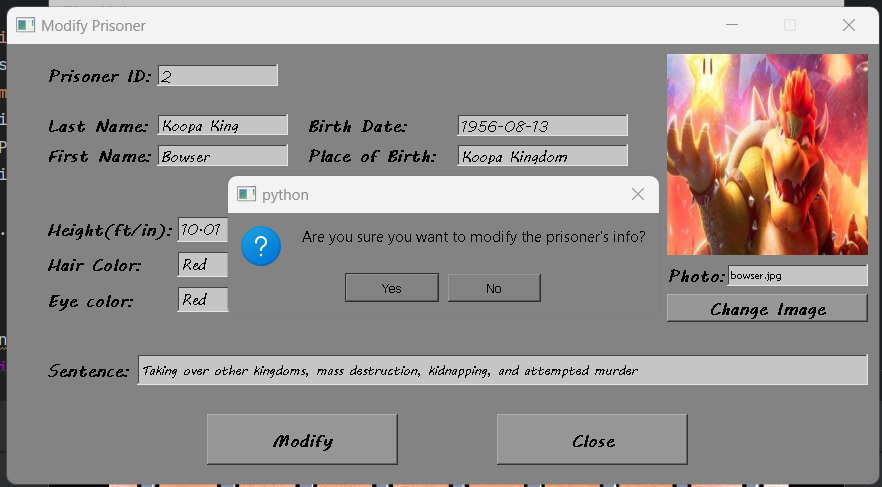 Modify Prisoner
Prisoner ID: 2
Last Name: Koopa King Birth Date: 1956-08-13
First Name: Bowser Place of Birth: Koopa Kingdom
python
Are you sure you want to modify the prisoner's info?
Yes No
Height(ft/in): 10-01
Hair Color: Red
Eye color: Red
Photo: bowser.jpg
Change Image
Sentence: Taking over other kingdoms, mass destruction, kidnapping, and attempted murder
Modify Close